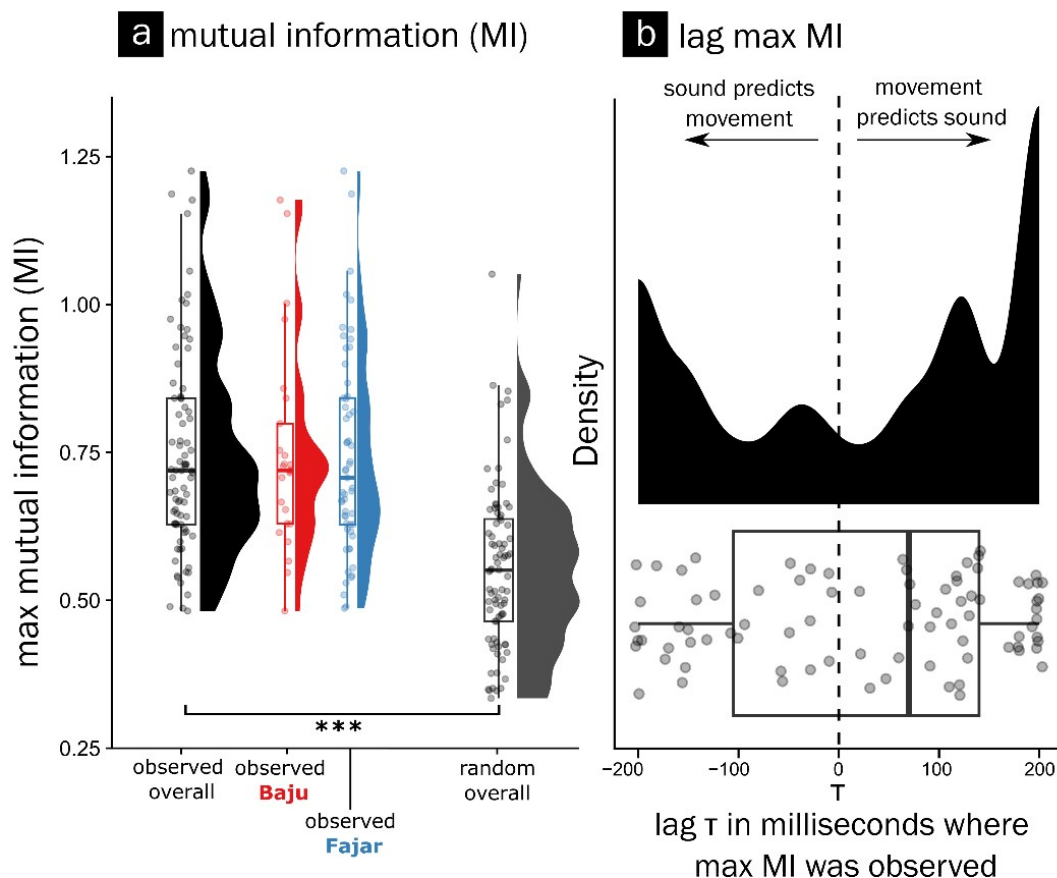 a mutual information (MI)
max mutual information (MI)
1.25
1.00
0.75
0.50
0.25
***
observed
overall
observed
Baju
observed
Fajar
random
overall
b lag max MI
sound predicts
movement
movement
predicts sound
Density
−200
−100
0
100
200
τ
lag τ in milliseconds where
max MI was observed